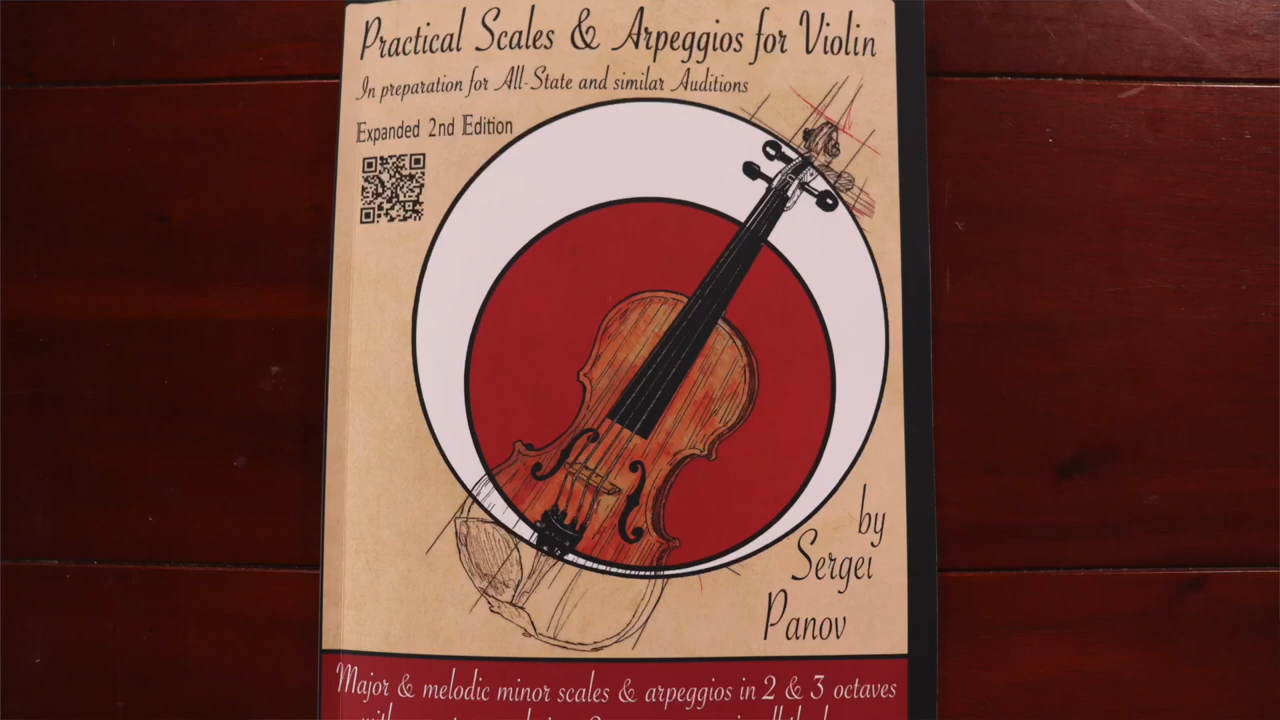 Practical Scales & Arpeggios for Violin
In preparation for All-State and similar Auditions
Expanded 2nd Edition
by
Sergei
Panov
Major & melodic minor scales & arpeggios in 2 & 3 octaves